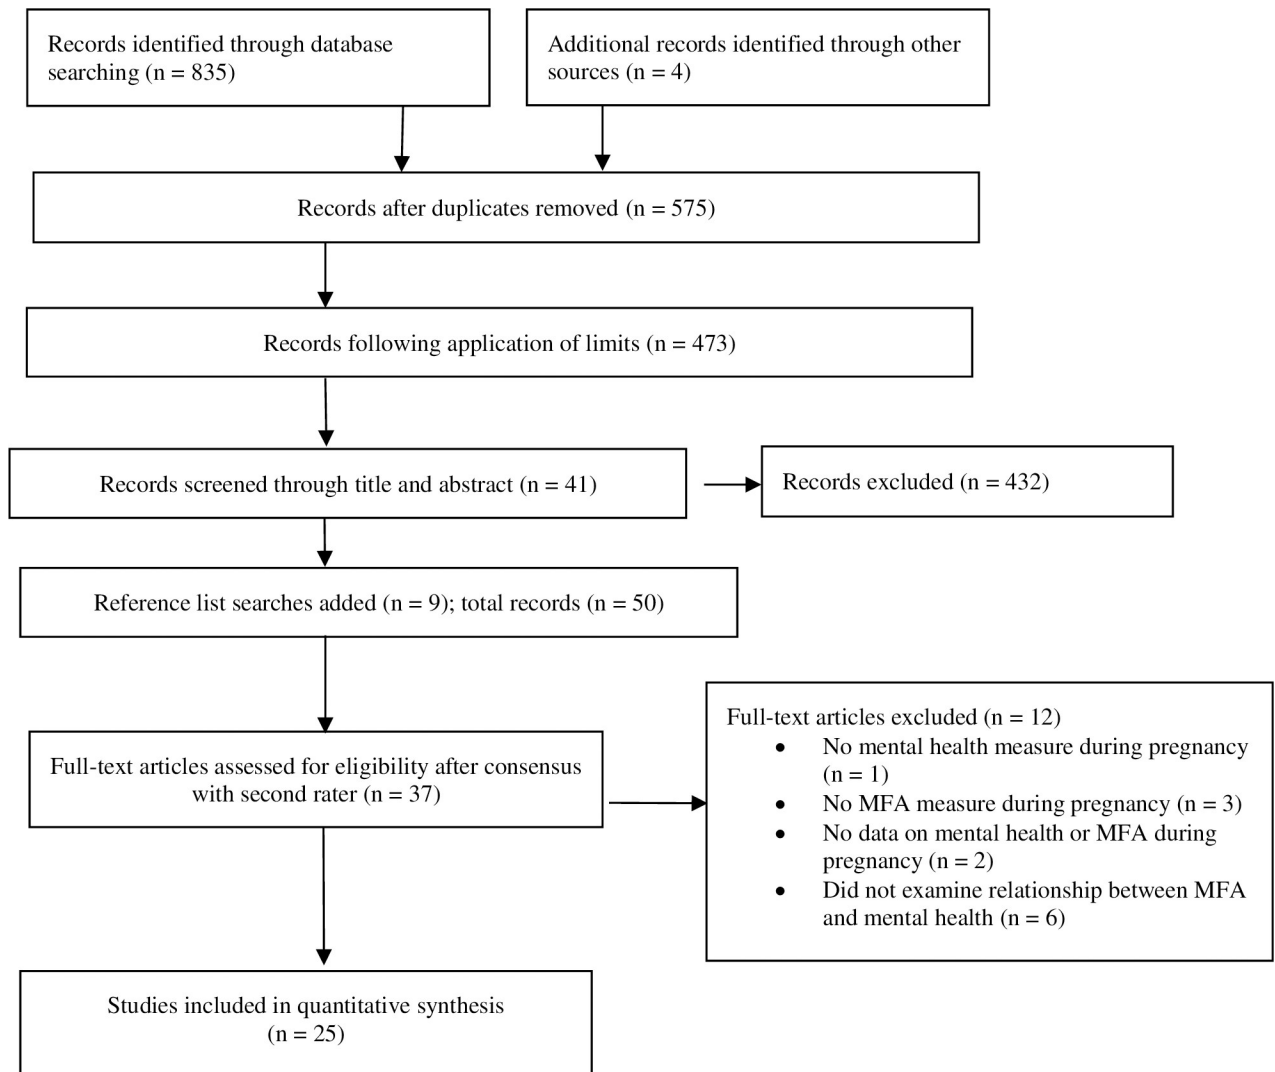 Records identified through database
searching (n = 835)
Additional records identified through other
sources (n = 4)
Records after duplicates removed (n = 575)
Records following application of limits (n = 473)
Records screened through title and abstract (n = 41)
Records excluded (n = 432)
Reference list searches added (n = 9); total records (n = 50)
Full-text articles assessed for eligibility after consensus
with second rater (n = 37)
Full-text articles excluded (n = 12)
• No mental health measure during pregnancy
(n = 1)
• No MFA measure during pregnancy (n = 3)
• No data on mental health or MFA during
pregnancy (n = 2)
• Did not examine relationship between MFA
and mental health (n = 6)
Studies included in quantitative synthesis
(n = 25)